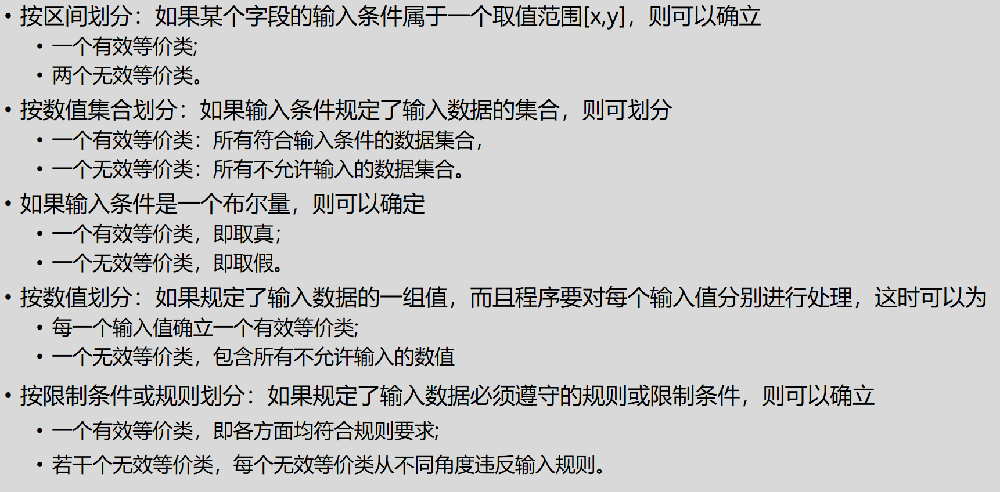 • 按区间划分：如果某个字段的输入条件属于一个取值范围[x,y]，则可以确立
• 一个有效等价类;
• 两个无效等价类。
• 按数值集合划分：如果输入条件规定了输入数据的集合，则可划分
• 一个有效等价类：所有符合输入条件的数据集合，
• 一个无效等价类：所有不允许输入的数据集合。
• 如果输入条件是一个布尔量，则可以确定
• 一个有效等价类，即取真；
• 一个无效等价类，即取假。
• 按数值划分：如果规定了输入数据的一组值，而且程序要对每个输入值分别进行处理，这时可以为
• 每一个输入值确立一个有效等价类;
• 一个无效等价类，包含所有不允许输入的数值
• 按限制条件或规则划分：如果规定了输入数据必须遵守的规则或限制条件，则可以确立
• 一个有效等价类，即各方面均符合规则要求;
• 若干个无效等价类，每个无效等价类从不同角度违反输入规则。